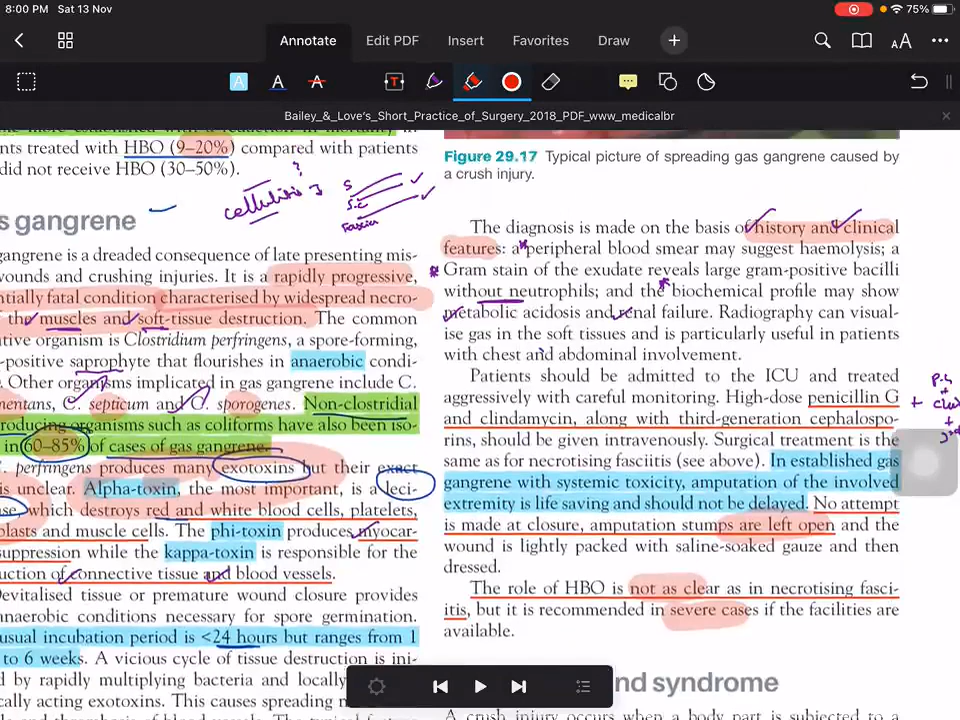 8:00 PM Sat 13 Nov
75%
Annotate
Edit PDF
Insert
Favorites
Draw
AA
A
A
A
T
Bailey_&_Love's_Short_Practice_of_Surgery_2018_PDF_www_medicalbr
nts treated with HBO (9–20%) compared with patients
did not receive HBO (30–50%).
cellulitis
?
S
S.C
Fascia
s gangrene
gangrene is a dreaded consequence of late presenting mis-
wounds and crushing injuries. It is a rapidly progressive,
ntially fatal condition characterised by widespread necro-
the muscles and soft-tissue destruction. The common
ative organism is Clostridium perfringens, a spore-forming,
-positive saprophyte that flourishes in anaerobic condi-
Other organisms implicated in gas gangrene include C.
mentans, C. septicum and C. sporogenes. Non-clostridial
roducing organisms such as coliforms have also been iso-
in 60–85% of cases of gas gangrene.
. perfringens produces many exotoxins but their exact
is unclear. Alpha-toxin, the most important, is a leci-
se, which destroys red and white blood cells, platelets,
blasts and muscle cells. The phi-toxin produces myocar-
suppression while the kappa-toxin is responsible for the
uction of connective tissue and blood vessels.
Devitalised tissue or premature wound closure provides
anaerobic conditions necessary for spore germination.
usual incubation period is <24 hours but ranges from 1
to 6 weeks. A vicious cycle of tissue destruction is ini-
d by rapidly multiplying bacteria and locally
cally acting exotoxins. This causes spreading
Figure 29.17 Typical picture of spreading gas gangrene caused by
a crush injury.
The diagnosis is made on the basis of history and clinical
features: a peripheral blood smear may suggest haemolysis; a
Gram stain of the exudate reveals large gram-positive bacilli
without neutrophils; and the biochemical profile may show
metabolic acidosis and renal failure. Radiography can visual-
ise gas in the soft tissues and is particularly useful in patients
with chest and abdominal involvement.
Patients should be admitted to the ICU and treated
aggressively with careful monitoring. High-dose penicillin G
and clindamycin, along with third-generation cephalospo-
rins, should be given intravenously. Surgical treatment is the
same as for necrotising fasciitis (see above). In established gas
gangrene with systemic toxicity, amputation of the involved
extremity is life saving and should not be delayed. No attempt
is made at closure, amputation stumps are left open and the
wound is lightly packed with saline-soaked gauze and then
dressed.
The role of HBO is not as clear as in necrotising fasci-
itis, but it is recommended in severe cases if the facilities are
available.
P.G
+
+
nd syndrome
A crush injury occurs when a body part is subjected to a